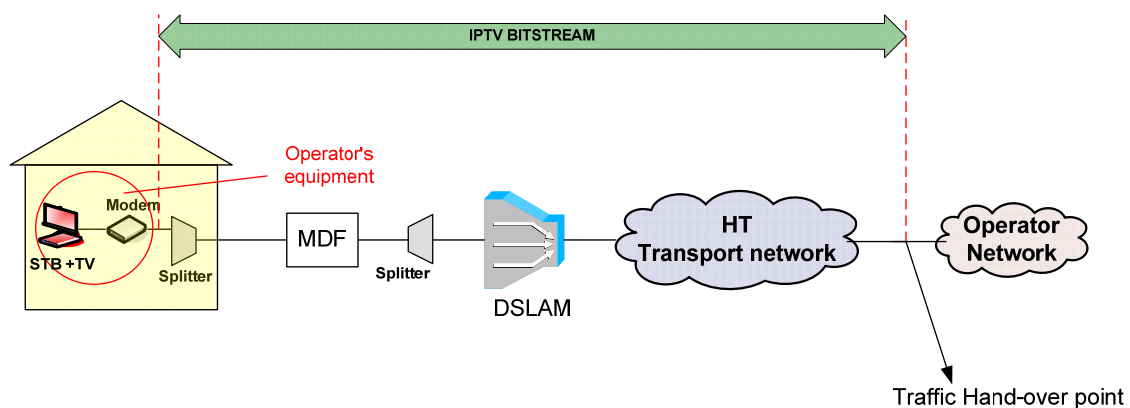 IPTV BITSTREAM
Operator's
equipment
Modem
STB +TV
Splitter
MDF
Splitter
DSLAM
HT
Transport network
Operator
Network
Traffic Hand-over point